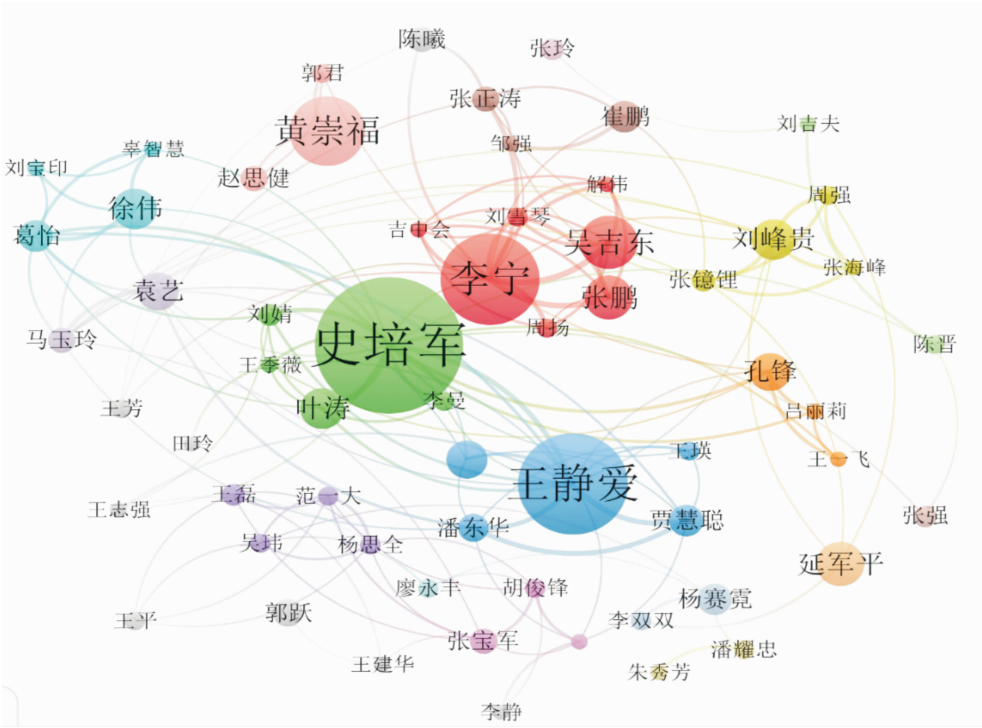 陈曦
张玲
郭君
张正涛
黄崇福
崔鹏
刘吉夫
邹强
辜智慧
刘宝印
赵思健
解伟
周强
徐伟
刘雪琴
吉中会
葛怡
吴吉东
刘峰贵
张海峰
李宁
张镱锂
袁艺
张鹏
刘婧
周扬
马玉玲
史培军
陈晋
王季薇
孔锋
李曼
叶涛
王芳
吕丽莉
田玲
王瑛
王一飞
王静爱
王磊
范一大
王志强
张强
潘东华
贾慧聪
吴玮
杨思全
延军平
廖永丰
胡俊锋
杨赛霓
郭跃
王平
李双双
张宝军
潘耀忠
王建华
朱秀芳
李静